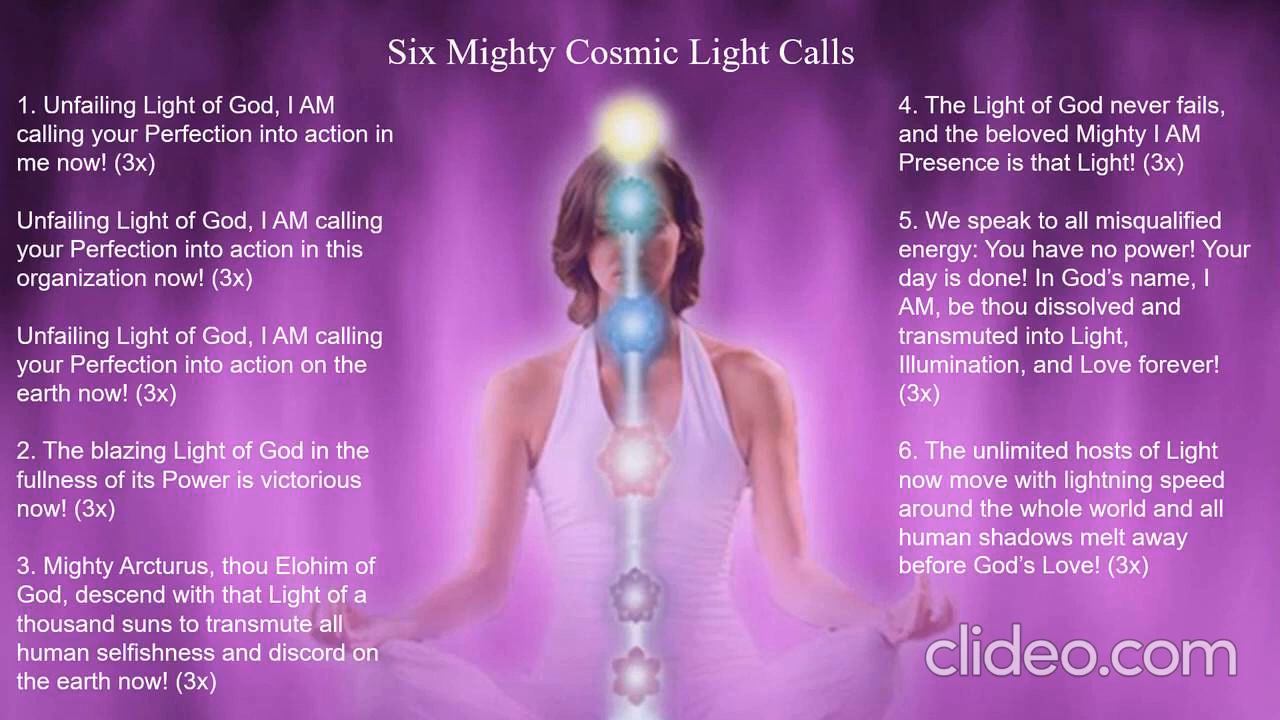 Six Mighty Cosmic Light Calls
1. Unfailing Light of God, I AM
calling your Perfection into action in
me now! (3x)
Unfailing Light of God, I AM calling
your Perfection into action in this
organization now! (3x)
Unfailing Light of God, I AM calling
your Perfection into action on the
earth now! (3x)
2. The blazing Light of God in the
fullness of its Power is victorious
now! (3x)
3. Mighty Arcturus, thou Elohim of
God, descend with that Light of a
thousand suns to transmute all
human selfishness and discord on
the earth now! (3x)
4. The Light of God never fails,
and the beloved Mighty I AM
Presence is that Light! (3x)
5. We speak to all misqualified
energy: You have no power! Your
day is done! In God’s name, I
AM, be thou dissolved and
transmuted into Light,
Illumination, and Love forever!
(3x)
6. The unlimited hosts of Light
now move with lightning speed
around the whole world and all
human shadows melt away
before God’s Love! (3x)
clideo.com